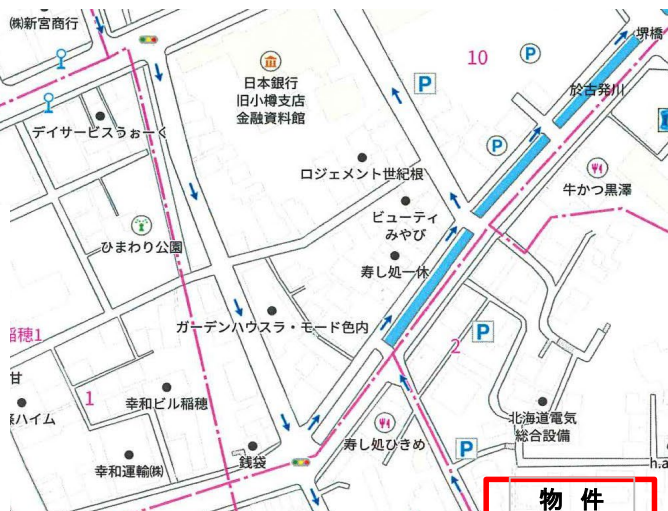 ㈱新宮商行
堺橋
10
P
P
日本銀行
旧小樽支店
金融資料館
於古発川
デイサービスうぉーく
P
ロジェメント世紀根
牛かつ黒澤
ビューティ
みやび
ひまわり公園
寿し処一休
稲穂1
ガーデンハウスラ・モード色内
P
2
甘
1
幸和ビル稲穂
ハイム
北海道電気
総合設備
寿し処ひきめ
銭袋
P
幸和運輸㈱
h.a
物件